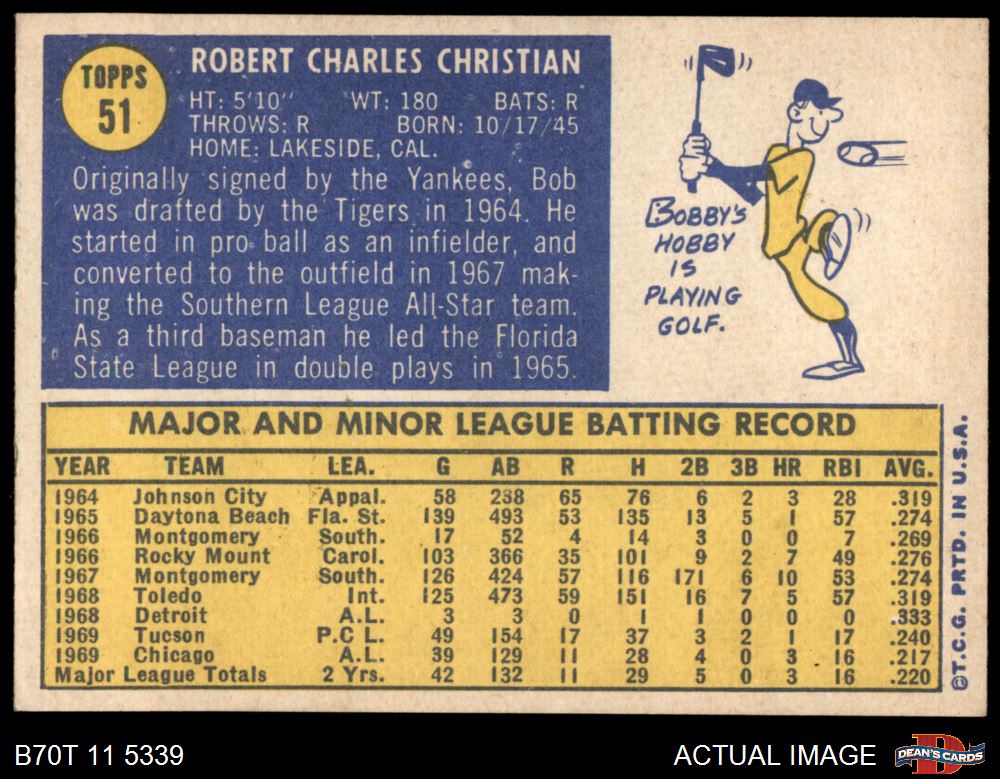 TOPPS
51
ROBERT CHARLES CHRISTIAN
HT: 5'10" WT: 180 BATS: R
THROWS: R BORN: 10/17/45
HOME: LAKESIDE, CAL.
Originally signed by the Yankees, Bob
was drafted by the Tigers in 1964. He
started in pro ball as an infielder, and
converted to the outfield in 1967 mak-
ing the Southern League All-Star team.
As a third baseman he led the Florida
State League in double plays in 1965.
BOBBY'S
HOBBY
IS
PLAYING
GOLF.
MAJOR AND MINOR LEAGUE BATTING RECORD
YEAR TEAM LEA. G AB R H 2B 3B HR RBI AVG.
1964 Johnson City Appal. 58 238 65 76 6 2 3 28 .319
1965 Daytona Beach Fla. St. 139 493 53 135 13 5 1 57 .274
1966 Montgomery South. 17 52 4 14 3 0 0 7 .269
1966 Rocky Mount Carol. 103 366 35 101 9 2 7 49 .276
1967 Montgomery South. 126 424 57 116 171 6 10 53 .274
1968 Toledo Int. 125 473 59 151 16 7 5 57 .319
1968 Detroit A.L. 3 3 0 1 1 0 0 0 .333
1969 Tucson P.C L. 49 154 17 37 3 2 1 17 .240
1969 Chicago A.L. 39 129 11 28 4 0 3 16 .217
Major League Totals 2 Yrs. 42 132 11 29 5 0 3 16 .220
©T.C.G. PRTD. IN U.S.A.
B70T 11 5339
ACTUAL IMAGE
D
DEAN'S CARDS